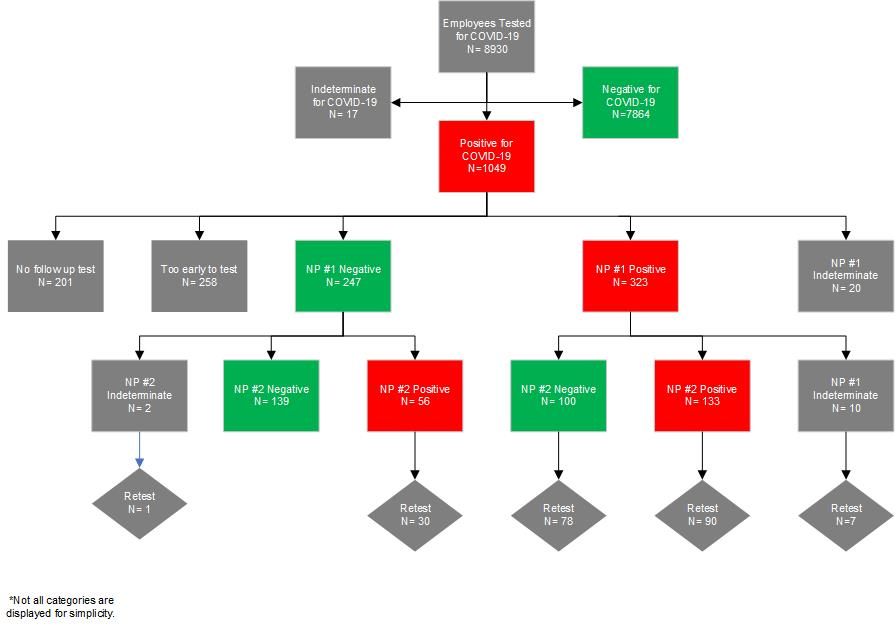 Employees Tested
for COVID-19
N= 8930
Indeterminate
for COVID-19
N= 17
Negative for
COVID-19
N=7864
Positive for
COVID-19
N=1049
No follow up test
N= 201
Too early to test
N= 258
NP #1 Negative
N= 247
NP #1 Positive
N= 323
NP #1
Indeterminate
N= 20
NP #2
Indeterminate
N= 2
NP #2 Negative
N= 139
NP #2 Positive
N= 56
NP #2 Negative
N= 100
NP #2 Positive
N= 133
NP #1
Indeterminate
N= 10
Retest
N= 1
Retest
N= 30
Retest
N= 78
Retest
N= 90
Retest
N=7
*Not all categories are
displayed for simplicity.